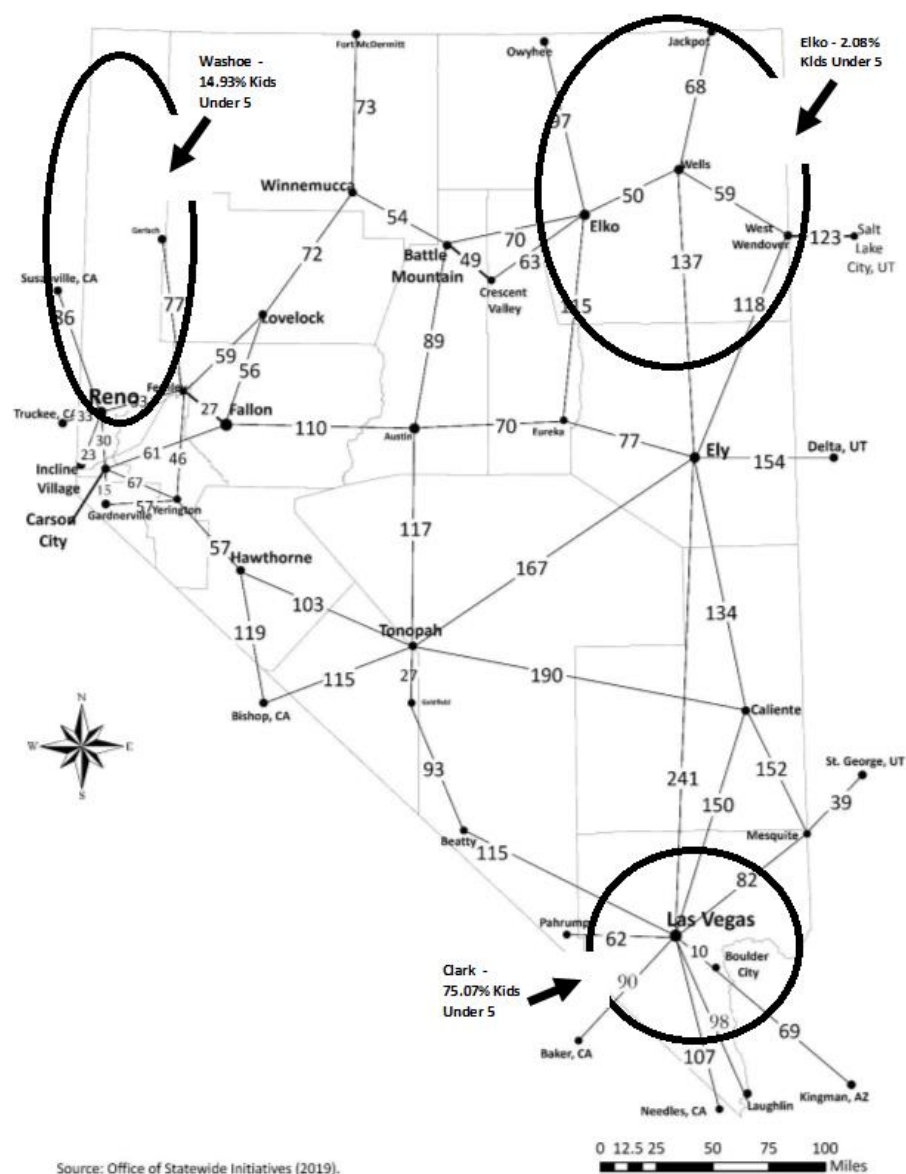 Fort McDermitt
Owyhee
Jackpot
Elko - 2.08%
Kids Under 5
Washoe -
14.93% Kids
Under 5
73
97
68
Wells
Winnemucca
50
59
54
Elko
Gerlach
70
West
Wendover
123
Salt
Lake
City, UT
72
Battle
Mountain
49
63
137
Susanville, CA
Crescent
Valley
77
Lovelock
115
118
86
59
89
56
Reno
Fernley
33
27
Fallon
Truckee, CA
33
110
Austin
70
Eureka
30
61
77
Ely
23
46
154
Delta, UT
Incline
Village
67
15
57
Yerington
Gardnerville
Carson
City
117
57
Hawthorne
167
103
134
119
Tonopah
27
115
190
Goldfield
Bishop, CA
Caliente
N
W
E
S
St. George, UT
93
241
152
150
39
Beatty
Mesquite
115
82
Pahrump
Las Vegas
62
10
Boulder
City
Clark -
75.07% Kids
Under 5
90
98
69
Baker, CA
107
Kingman, AZ
Needles, CA
Laughlin
0 12.5 25 50 75 100
Miles
Source: Office of Statewide Initiatives (2019).